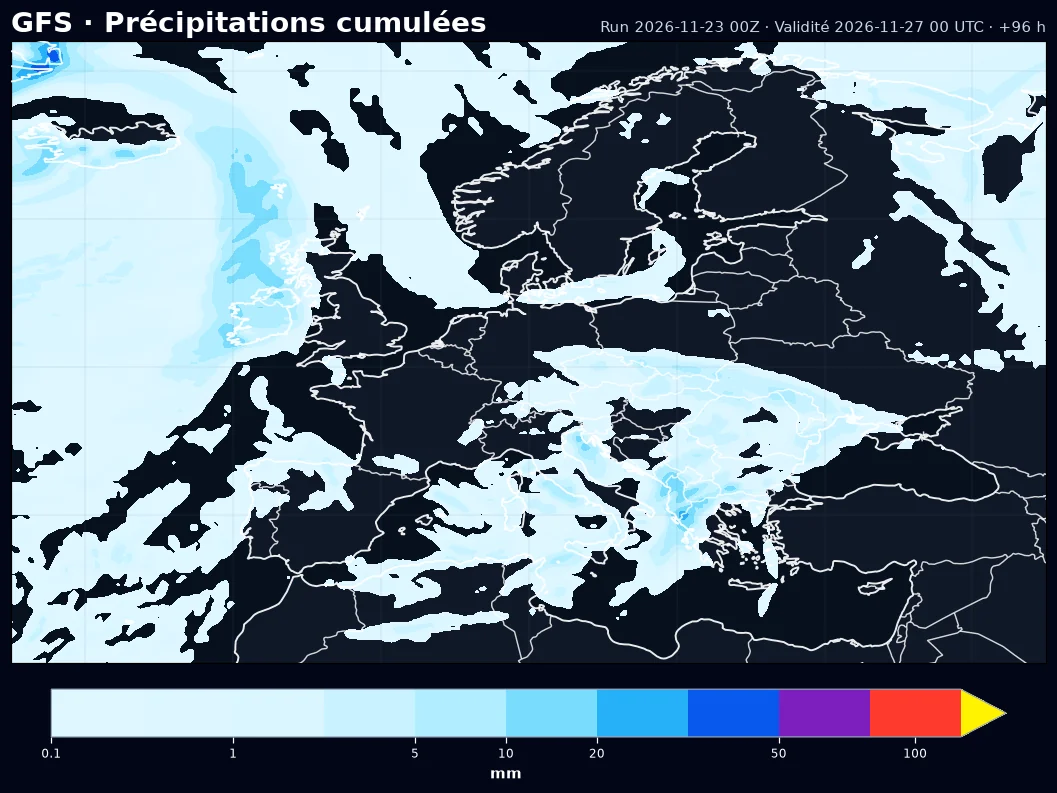 GFS · Précipitations cumulées
Run 2026-11-23 00Z · Validité 2026-11-27 00 UTC · +96 h
0.1 1 5 10 20 50 100
mm